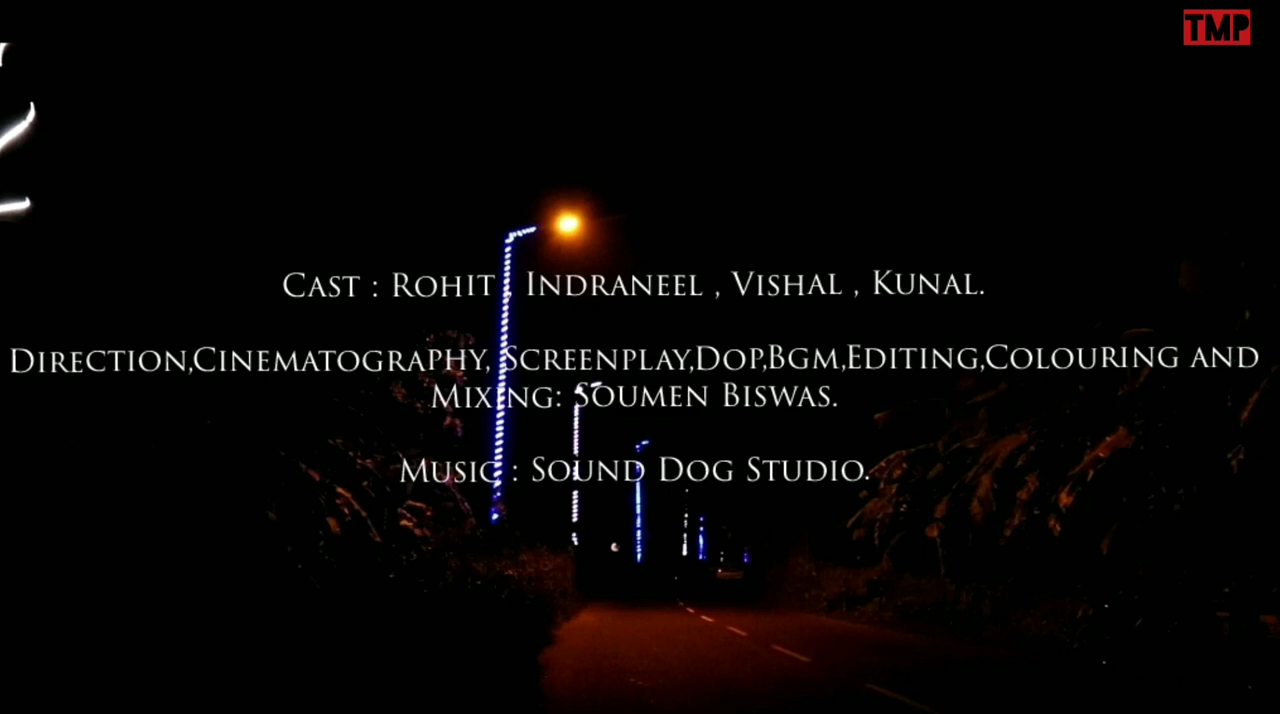 TMP
Cast : Rohit , Indraneel , Vishal , Kunal.
Direction,Cinematography, Screenplay,Dop,Bgm,Editing,Colouring and
Mixing: Soumen Biswas.
Music : Sound Dog Studio.